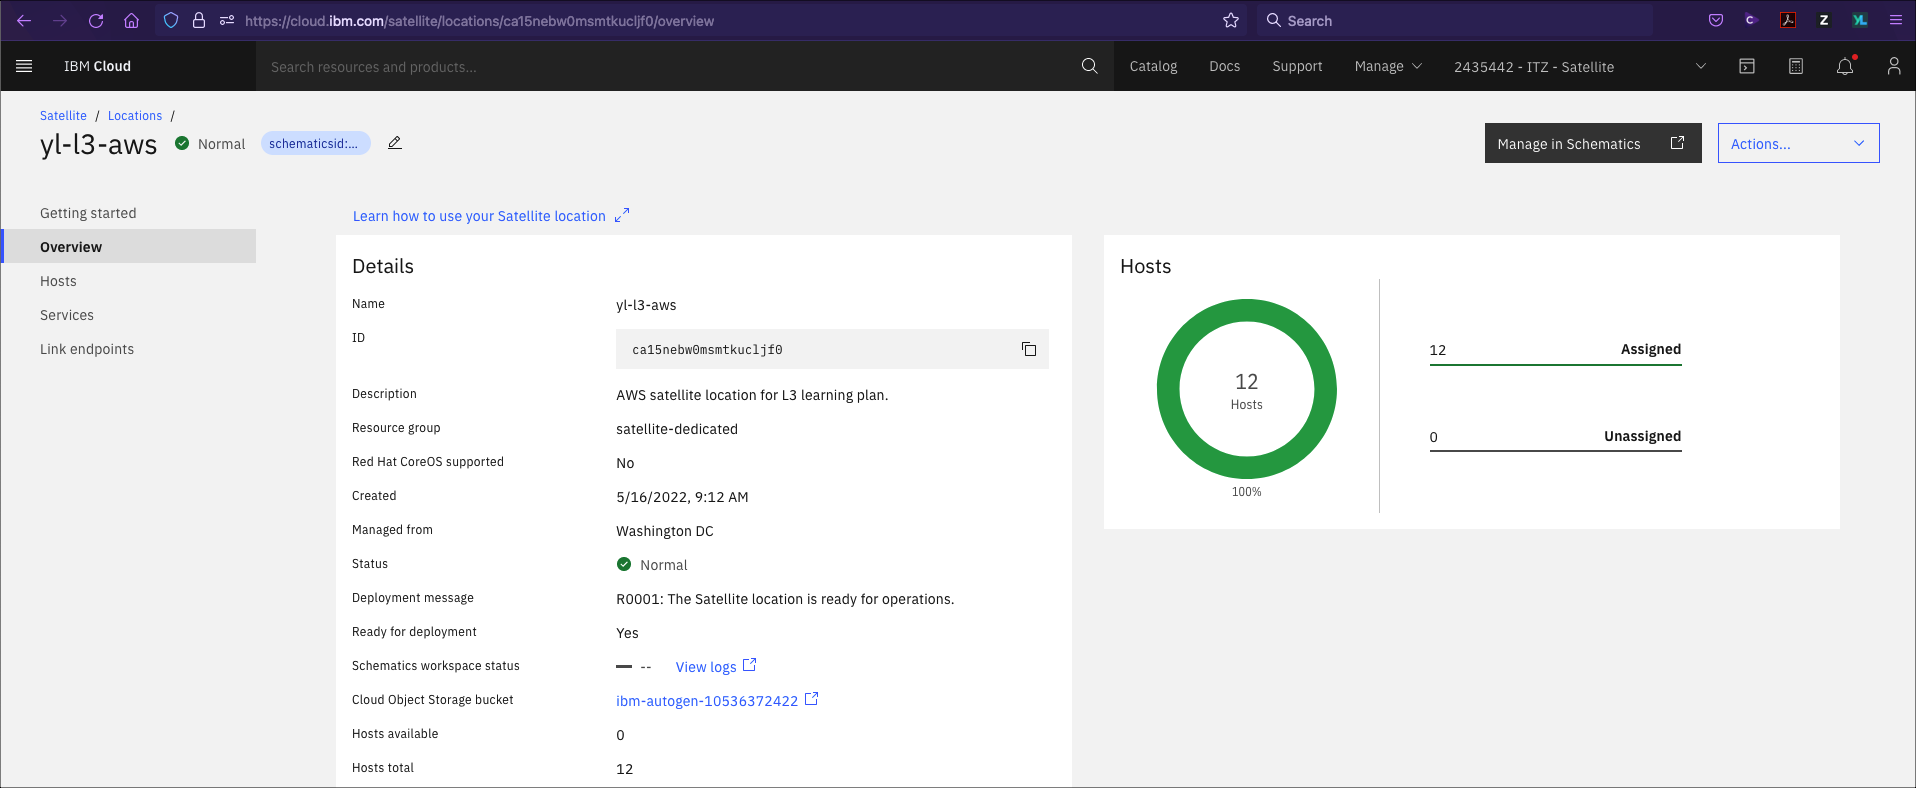 https://cloud.ibm.com/satellite/locations/ca15nebw0msmtkucljf0/overview
Search
C
Z
YL
IBM Cloud
Search resources and products...
Catalog
Docs
Support
Manage
2435442 - ITZ - Satellite
Satellite / Locations /
yl-l3-aws
Normal
schematicsid:...
Manage in Schematics
Actions...
Getting started
Overview
Hosts
Services
Link endpoints
Learn how to use your Satellite location
Details
Name
yl-l3-aws
ID
ca15nebw0msmtkucljf0
Description
AWS satellite location for L3 learning plan.
Resource group
satellite-dedicated
Red Hat CoreOS supported
No
Created
5/16/2022, 9:12 AM
Managed from
Washington DC
Status
Normal
Deployment message
R0001: The Satellite location is ready for operations.
Ready for deployment
Yes
Schematics workspace status
-- View logs
Cloud Object Storage bucket
ibm-autogen-10536372422
Hosts available
0
Hosts total
12
Hosts
12
Hosts
100%
12 Assigned
0 Unassigned